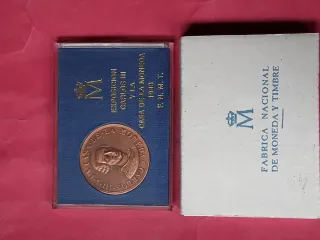 M
EXPOSICION
CARLOS III
Y LA
CASA DE LA MONEDA
F. N. M. T.
M
FABRICA NACIONAL
DE MONEDA Y TIMBRE